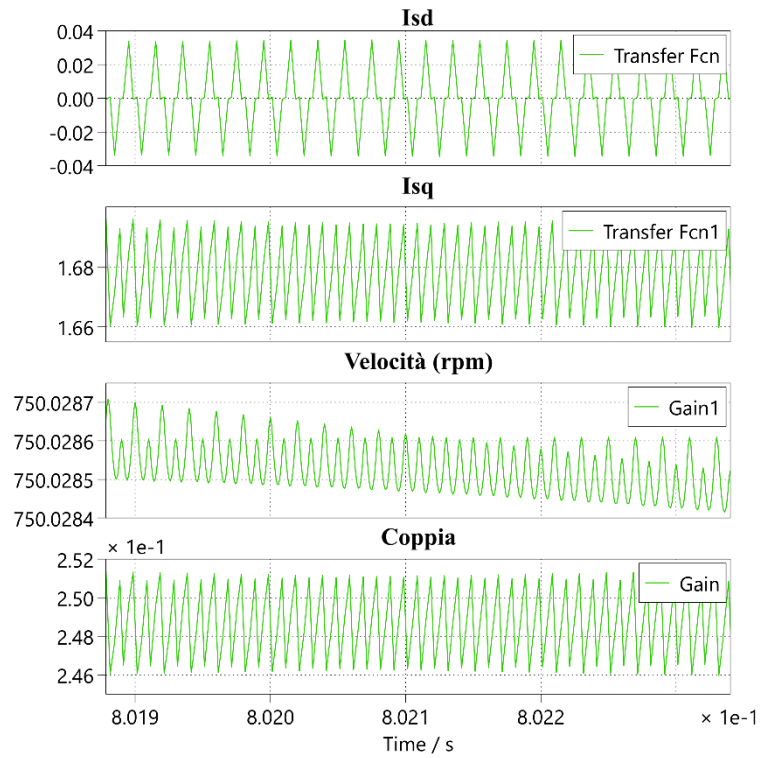 Isd
0.04
0.02
0.00
-0.02
-0.04
Transfer Fcn
Isq
1.68
1.66
Transfer Fcn1
Velocità (rpm)
750.0287
750.0286
750.0285
750.0284
Gain1
Coppia
× 1e-1
2.52
2.50
2.48
2.46
Gain
8.019 8.020 8.021 8.022 × 1e-1
Time / s